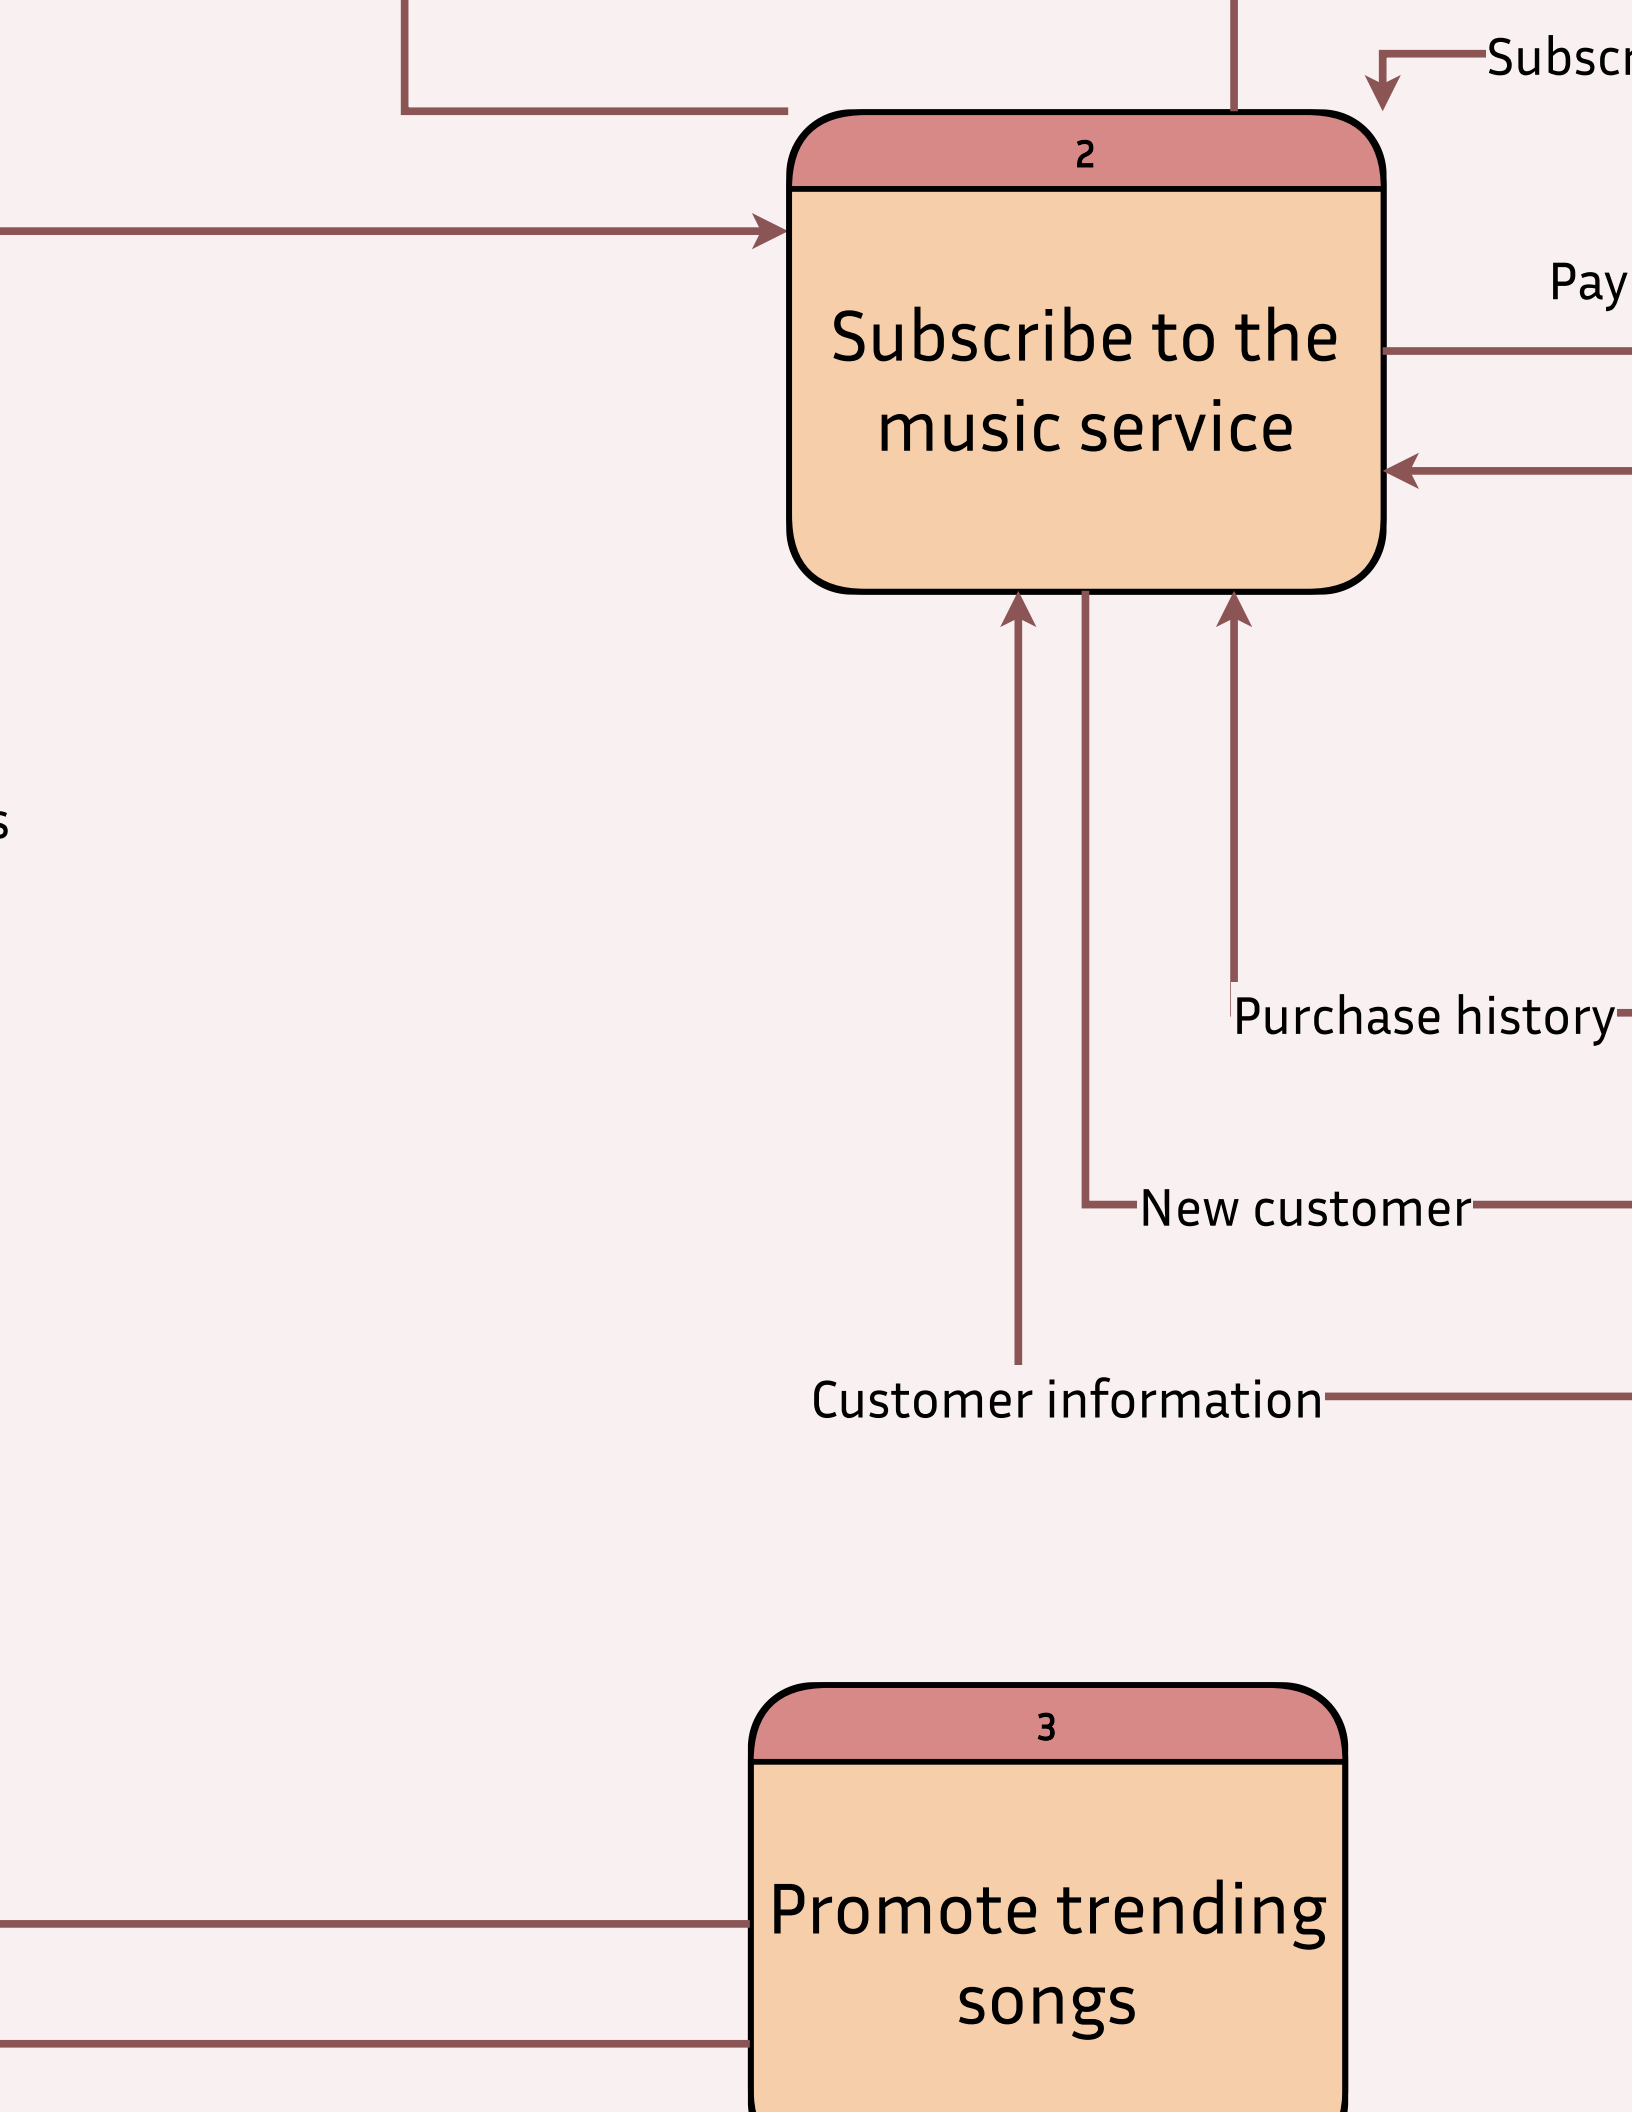 Subscr
2
Pay
Subscribe to the
music service
s
Purchase history
New customer
Customer information
3
Promote trending
songs